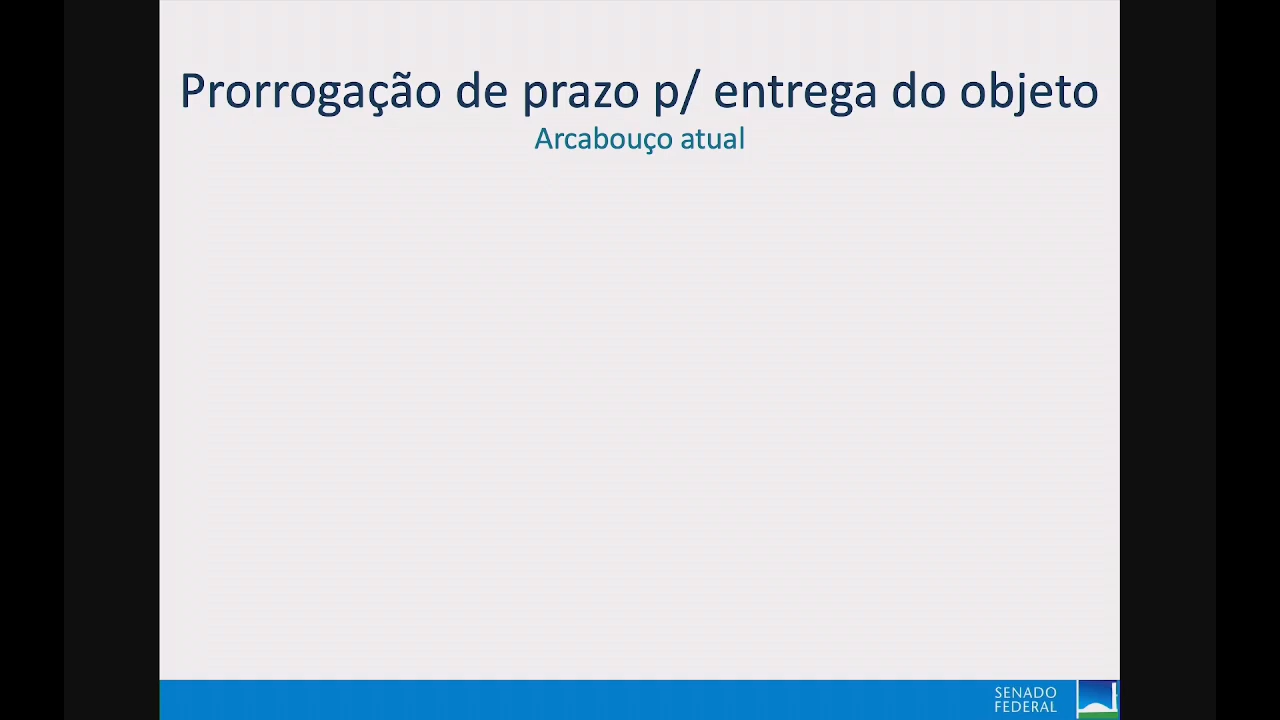 Prorrogação de prazo p/ entrega do objeto
Arcabouço atual
SENADO
FEDERAL